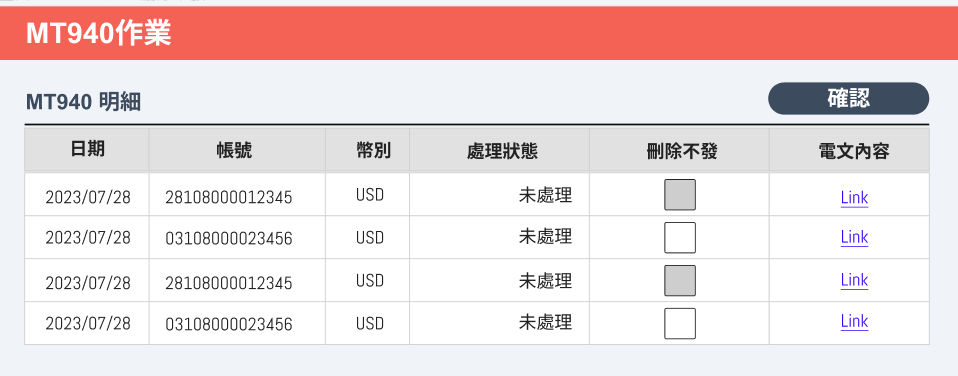 MT940作業
MT940 明細
確認
日期 帳號 幣別 處理狀態 刪除不發 電文內容
2023/07/28 28108000012345 USD 未處理 Link
2023/07/28 03108000023456 USD 未處理 Link
2023/07/28 28108000012345 USD 未處理 Link
2023/07/28 03108000023456 USD 未處理 Link